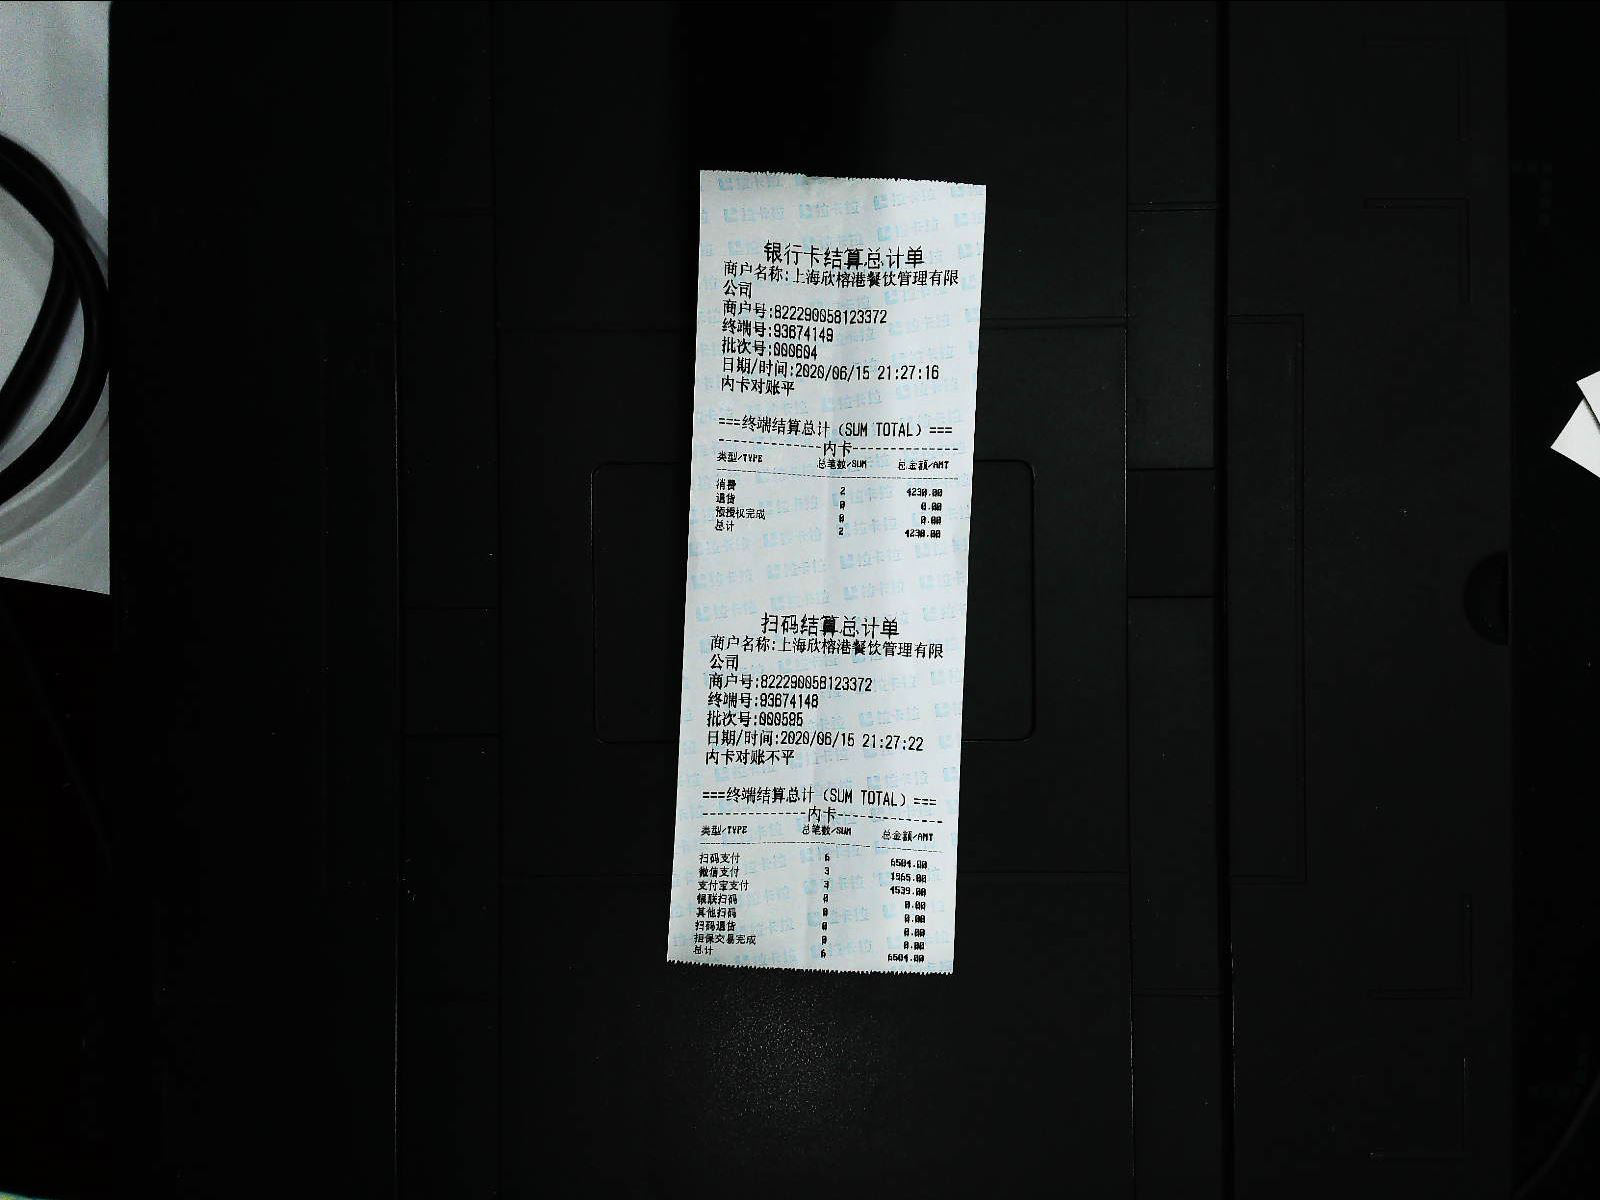 银行卡结算总计单
商户名称:上海欣榕港餐饮管理有限
公司
商户号:822290058123372
终端号:93674149
批次号:000604
日期/时间:2020/06/15 21:27:16
内卡对账平
===终端结算总计（SUM TOTAL）===
内卡
类型/TYPE 总笔数/SUM 总金额/AMT
消费 2 4230.00
退货 0 0.00
预授权完成 0 0.00
总计 2 4230.00
扫码结算总计单
商户名称:上海欣榕港餐饮管理有限
公司
商户号:822290058123372
终端号:93674148
批次号:000595
日期/时间:2020/06/15 21:27:22
内卡对账不平
===终端结算总计（SUM TOTAL）===
内卡
类型/TYPE 总笔数/SUM 总金额/AMT
扫码支付 6 6504.00
微信支付 3 1965.00
支付宝支付 3 4539.00
银联扫码 0 0.00
其他扫码 0 0.00
扫码退货 0 0.00
担保交易完成 0 0.00
总计 6 6504.00